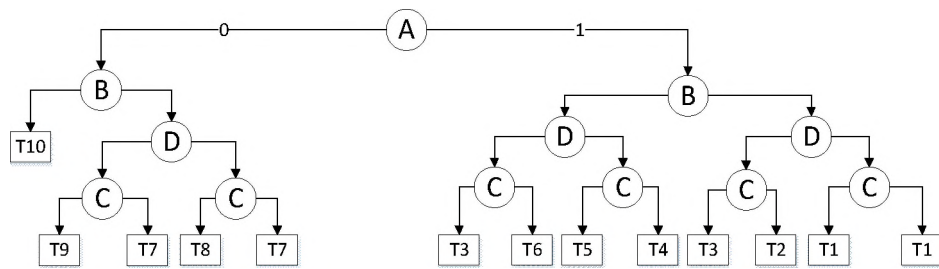 0 A 1
B B
D D D
T10
C C C C C C
T9 T7 T8 T7 T3 T6 T5 T4 T3 T2 T1 T1